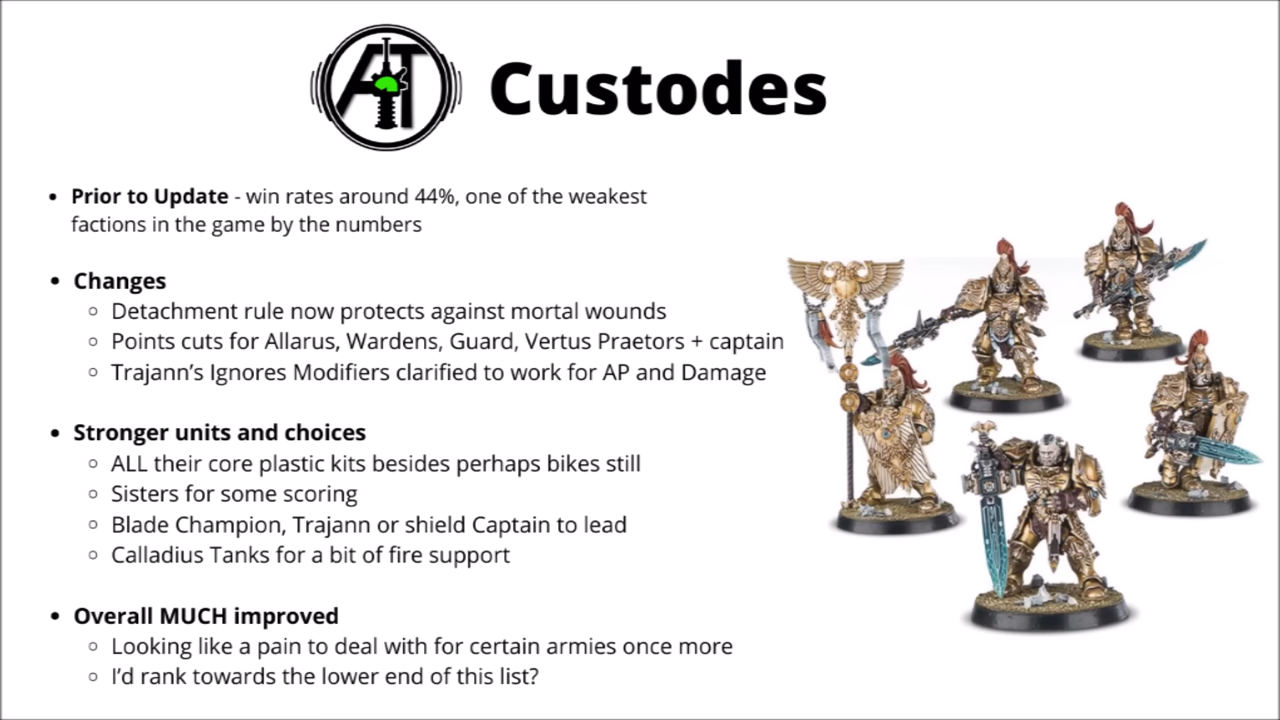 AT
Custodes
• Prior to Update - win rates around 44%, one of the weakest
factions in the game by the numbers
• Changes
○ Detachment rule now protects against mortal wounds
○ Points cuts for Allarus, Wardens, Guard, Vertus Praetors + captain
○ Trajann’s Ignores Modifiers clarified to work for AP and Damage
• Stronger units and choices
○ ALL their core plastic kits besides perhaps bikes still
○ Sisters for some scoring
○ Blade Champion, Trajann or shield Captain to lead
○ Calladius Tanks for a bit of fire support
• Overall MUCH improved
○ Looking like a pain to deal with for certain armies once more
○ I’d rank towards the lower end of this list?